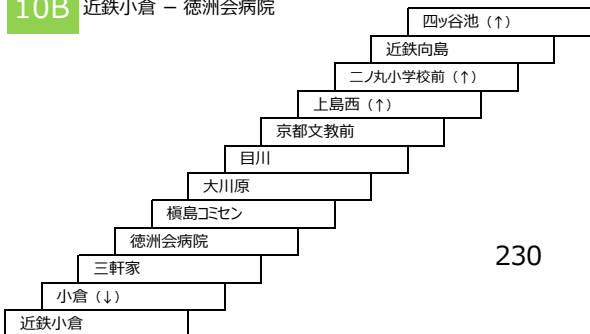 10B 近鉄小倉 − 徳洲会病院
四ッ谷池（↑）
近鉄向島
二ノ丸小学校前（↑）
上島西（↑）
京都文教前
目川
大川原
槇島コミセン
徳洲会病院
230
三軒家
小倉（↓）
近鉄小倉